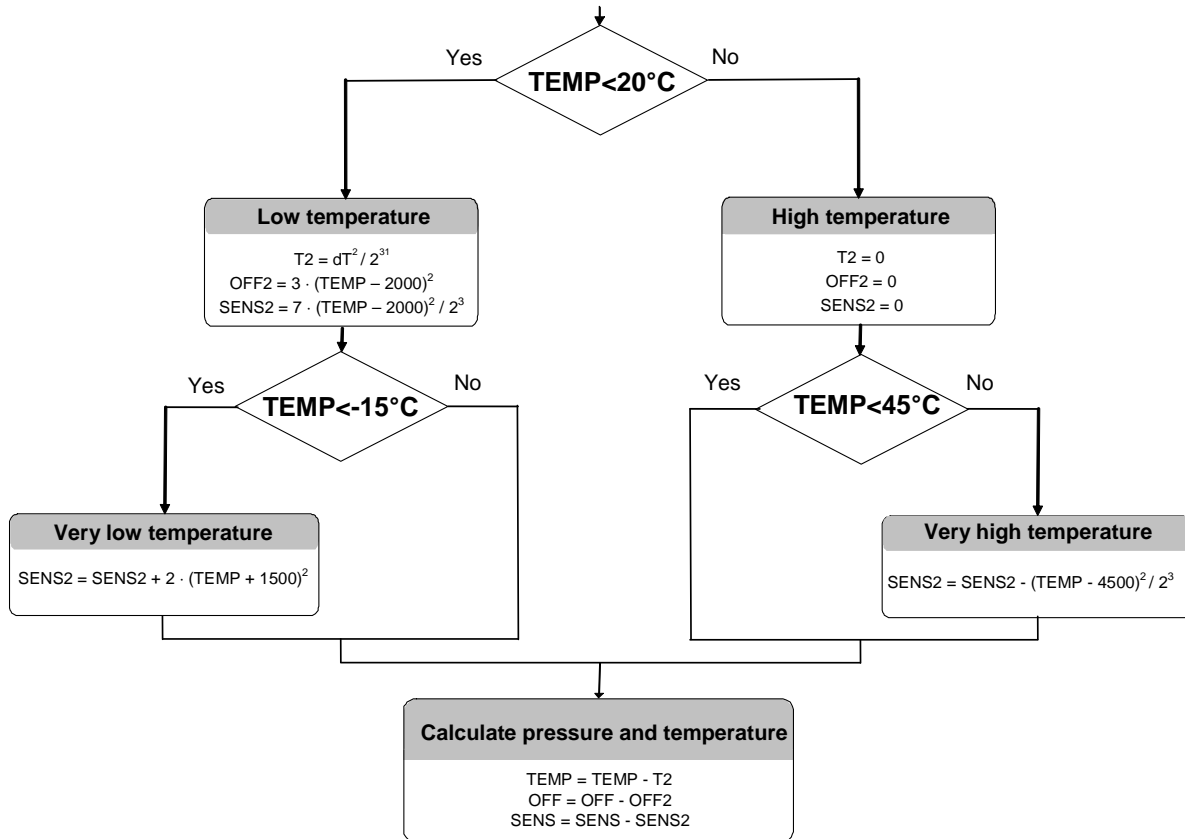 Yes
No
TEMP<20°C
Low temperature
T2 = dT² / 2³¹
OFF2 = 3 · (TEMP – 2000)²
SENS2 = 7 · (TEMP – 2000)² / 2³
High temperature
T2 = 0
OFF2 = 0
SENS2 = 0
Yes
No
TEMP<-15°C
Yes
No
TEMP<45°C
Very low temperature
SENS2 = SENS2 + 2 · (TEMP + 1500)²
Very high temperature
SENS2 = SENS2 - (TEMP - 4500)² / 2³
Calculate pressure and temperature
TEMP = TEMP - T2
OFF = OFF - OFF2
SENS = SENS - SENS2